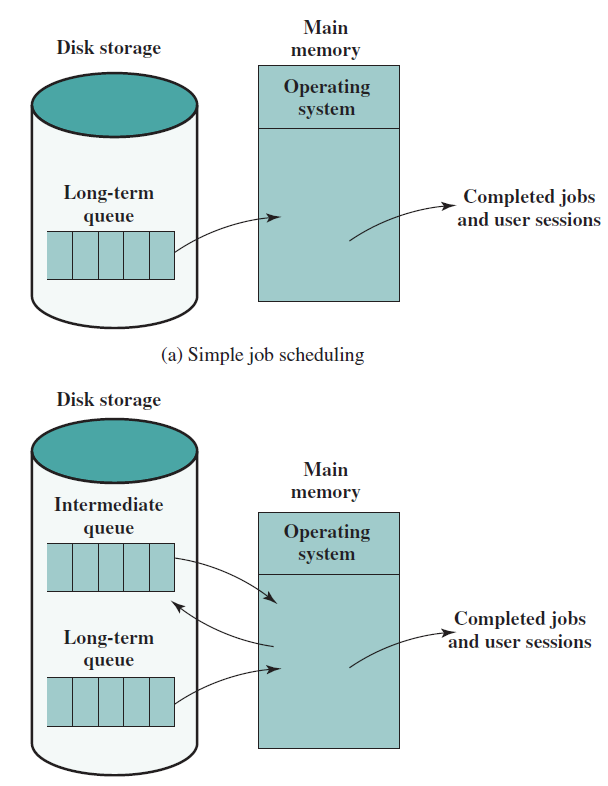 Disk storage
Main
memory
Operating
system
Long-term
queue
Completed jobs
and user sessions
(a) Simple job scheduling
Disk storage
Main
memory
Intermediate
queue
Operating
system
Long-term
queue
Completed jobs
and user sessions